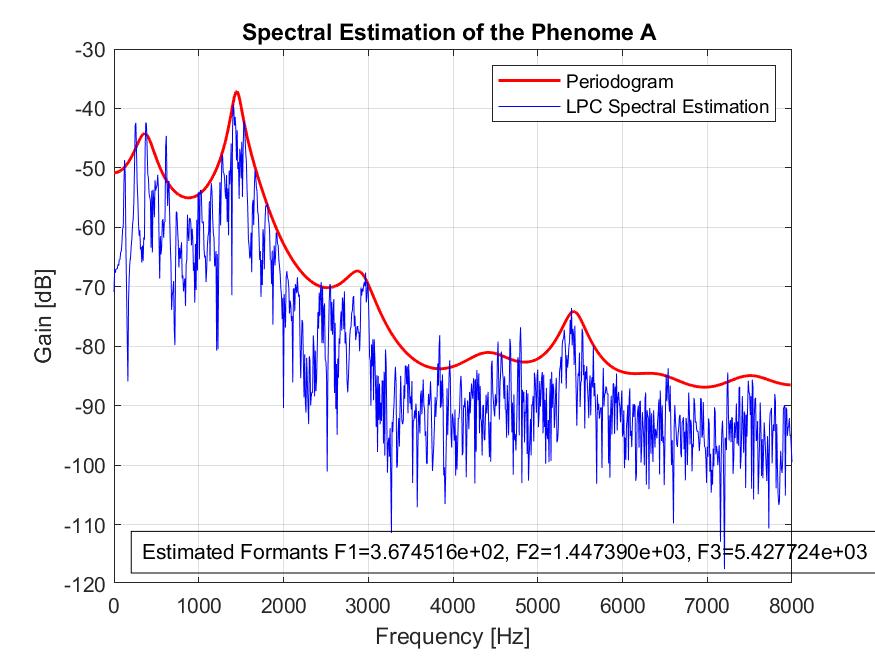 Spectral Estimation of the Phenome A
Periodogram
LPC Spectral Estimation
-30
-40
-50
-60
-70
-80
-90
-100
-110
-120
Gain [dB]
Estimated Formants F1=3.674516e+02, F2=1.447390e+03, F3=5.427724e+03
0 1000 2000 3000 4000 5000 6000 7000 8000
Frequency [Hz]